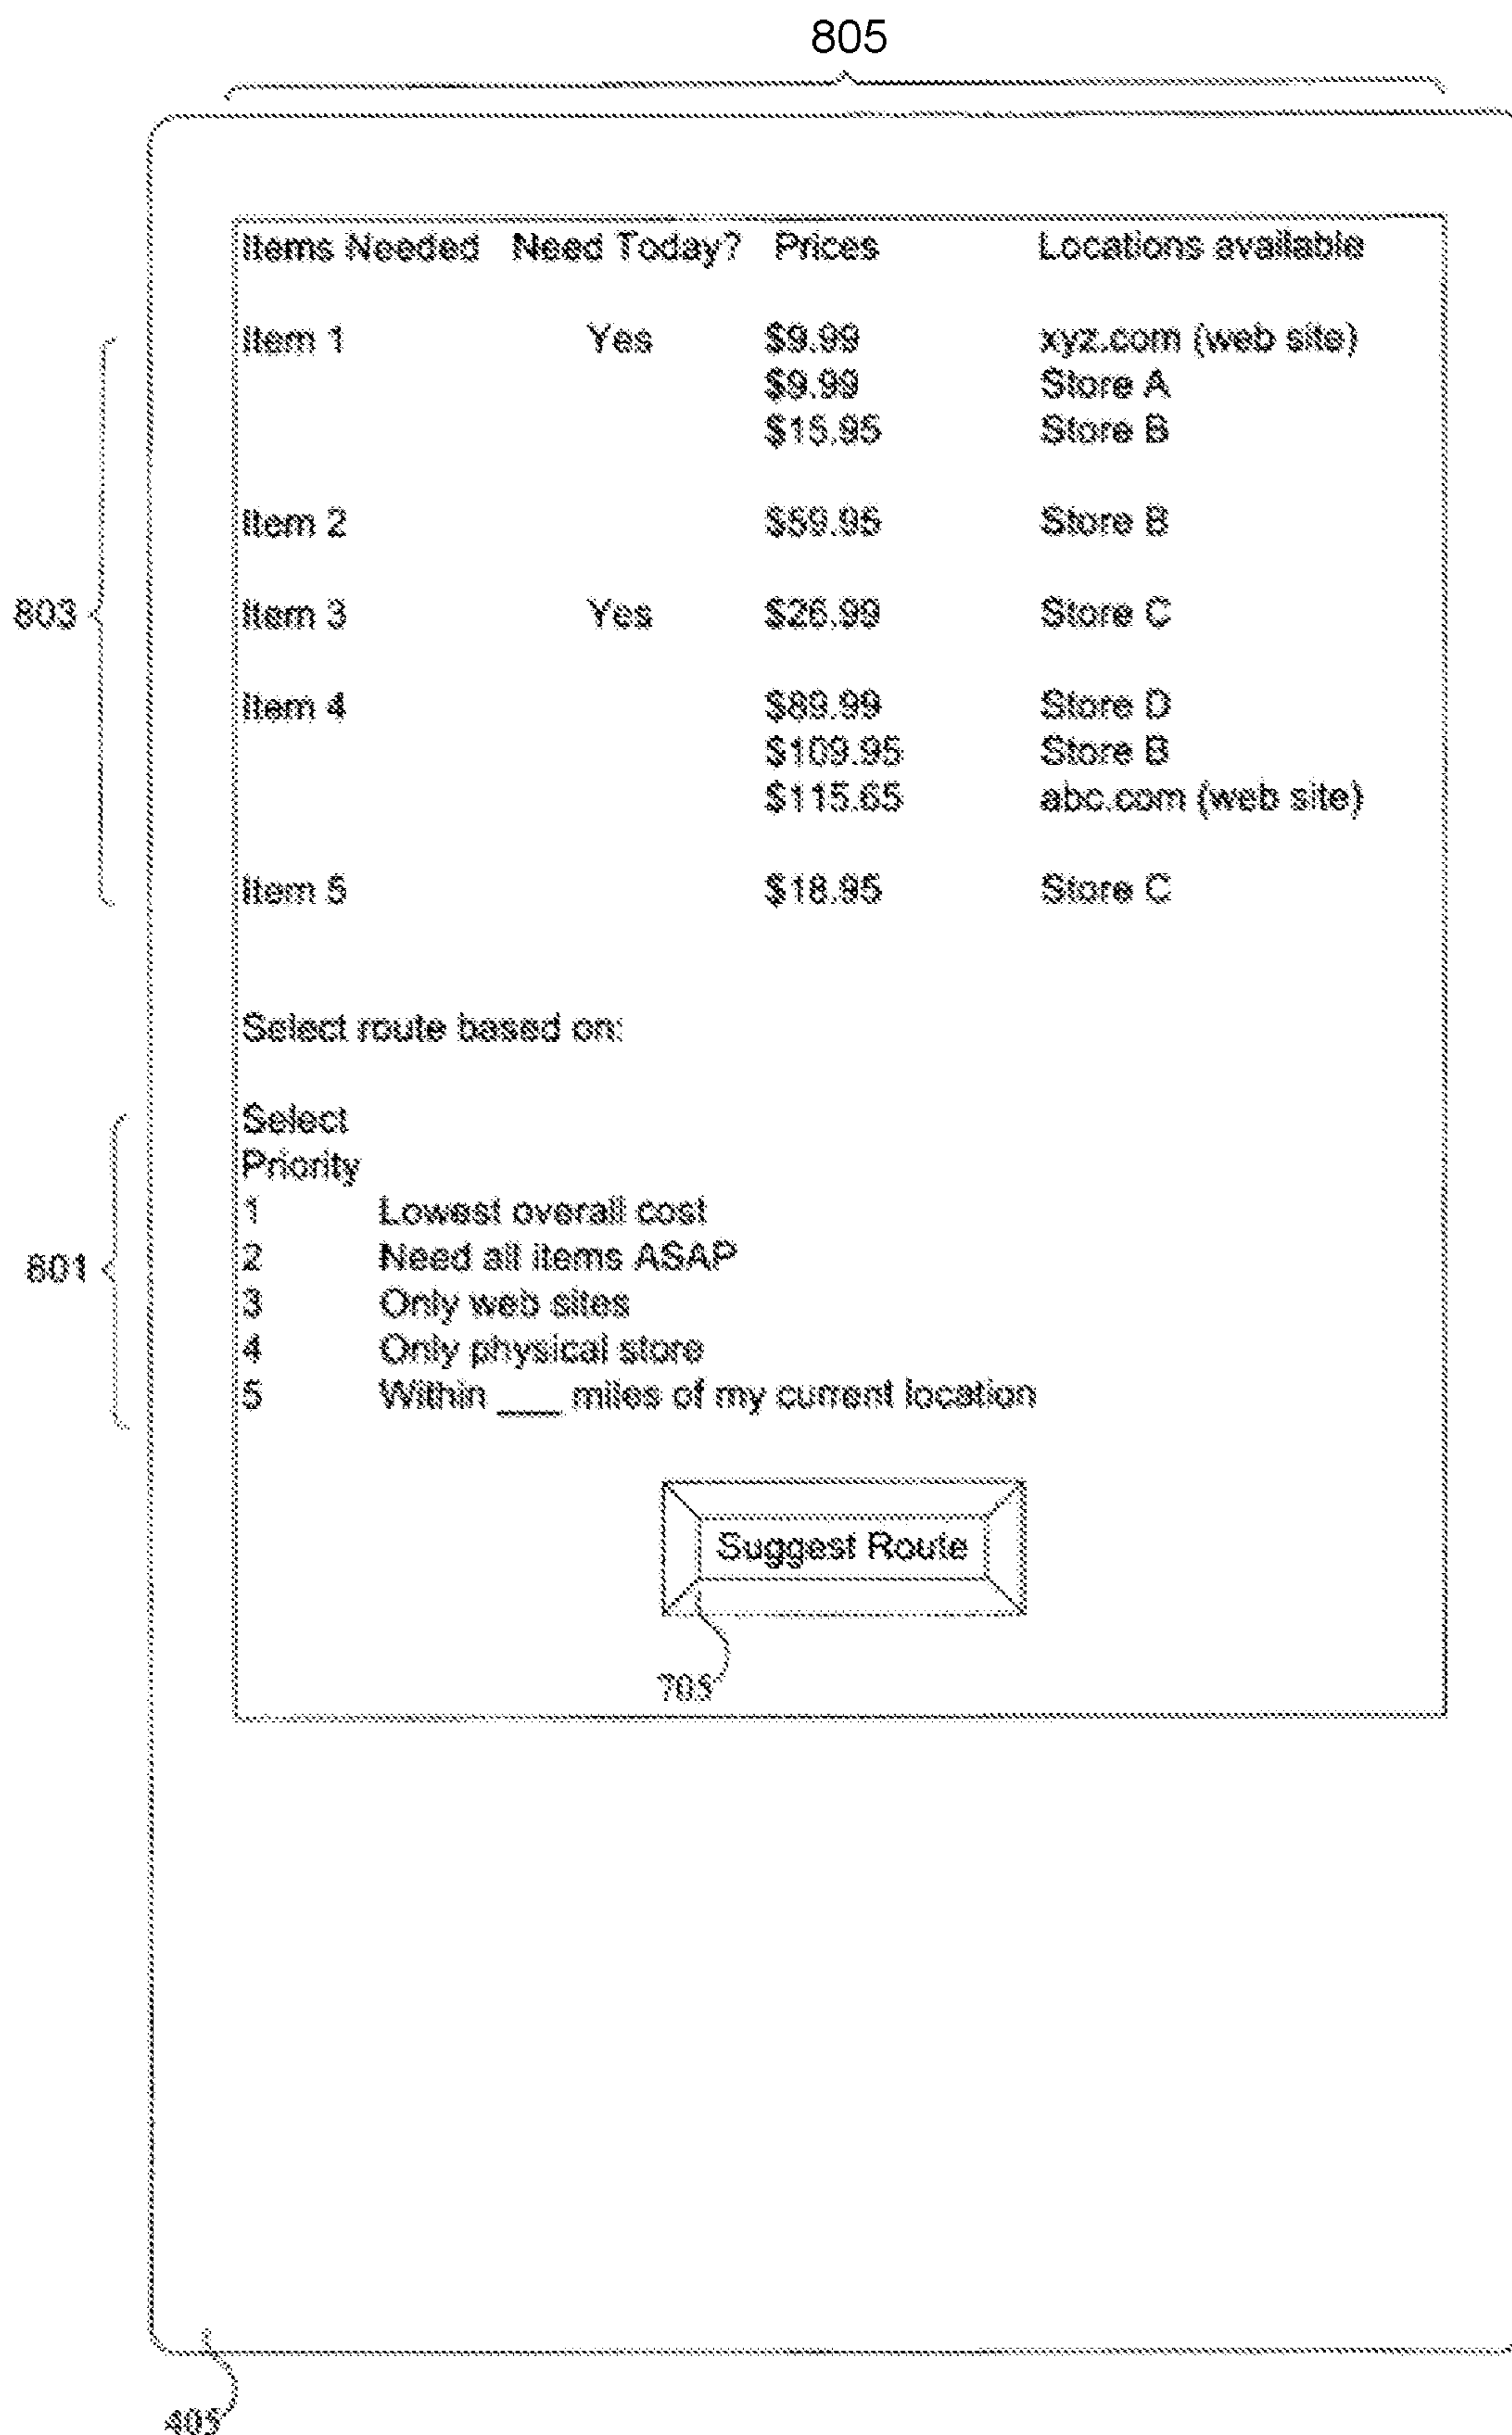 805
Items Needed Need Today? Prices Locations available
Item 1 Yes $9.99 xyz.com (web site)
$9.99 Store A
$15.95 Store B
Item 2 $59.95 Store B
803
Item 3 Yes $26.99 Store C
Item 4 $89.99 Store D
$109.95 Store B
$115.65 abc.com (web site)
Item 5 $18.95 Store C
Select route based on:
Select
Priority
1 Lowest overall cost
801
2 Need all items ASAP
3 Only web sites
4 Only physical store
5 Within ___ miles of my current location
Suggest Route
705
405